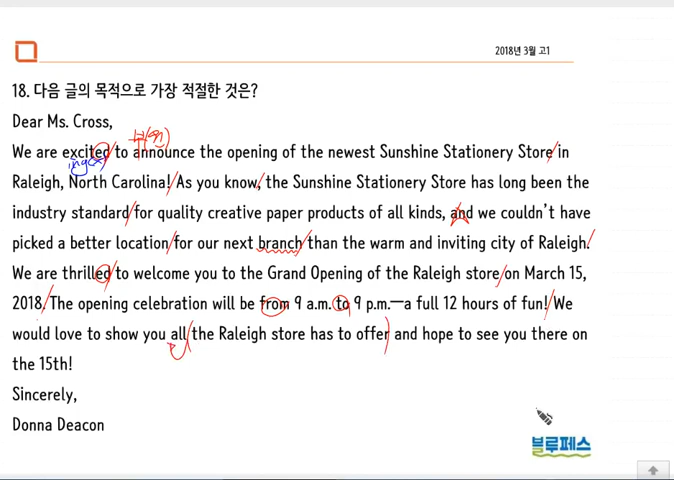 2018년 3월 고1
18. 다음 글의 목적으로 가장 적절한 것은?
Dear Ms. Cross,
We are excited to announce the opening of the newest Sunshine Stationery Store in
Raleigh, North Carolina! As you know, the Sunshine Stationery Store has long been the
industry standard for quality creative paper products of all kinds, and we couldn't have
picked a better location for our next branch than the warm and inviting city of Raleigh.
We are thrilled to welcome you to the Grand Opening of the Raleigh store on March 15,
2018. The opening celebration will be from 9 a.m. to 9 p.m.—a full 12 hours of fun! We
would love to show you all the Raleigh store has to offer and hope to see you there on
the 15th!
Sincerely,
Donna Deacon
블루페스